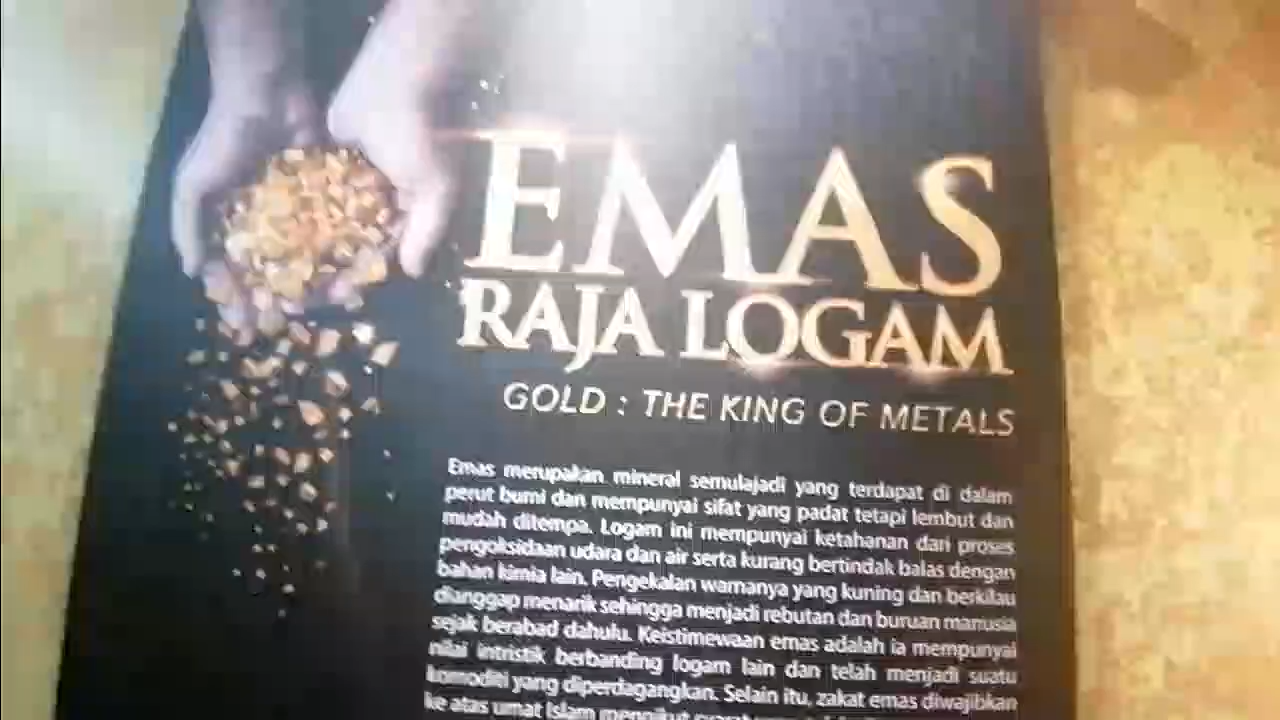 EMAS
RAJA LOGAM
GOLD : THE KING OF METALS
Emas merupakan mineral semulajadi yang terdapat di dalam
perut bumi dan mempunyai sifat yang padat tetapi lembut dan
mudah ditempa. Logam ini mempunyai ketahanan dari proses
pengoksidaan udara dan air serta kurang bertindak balas dengan
bahan kimia lain. Pengekalan warnanya yang kuning dan berkilau
dianggap menarik sehingga menjadi rebutan dan buruan manusia
sejak berabad dahulu. Keistimewaan emas adalah ia mempunyai
nilai intristik berbanding logam lain dan telah menjadi suatu
komoditi yang diperdagangkan. Selain itu, zakat emas diwajibkan
ke atas umat Islam mengikut